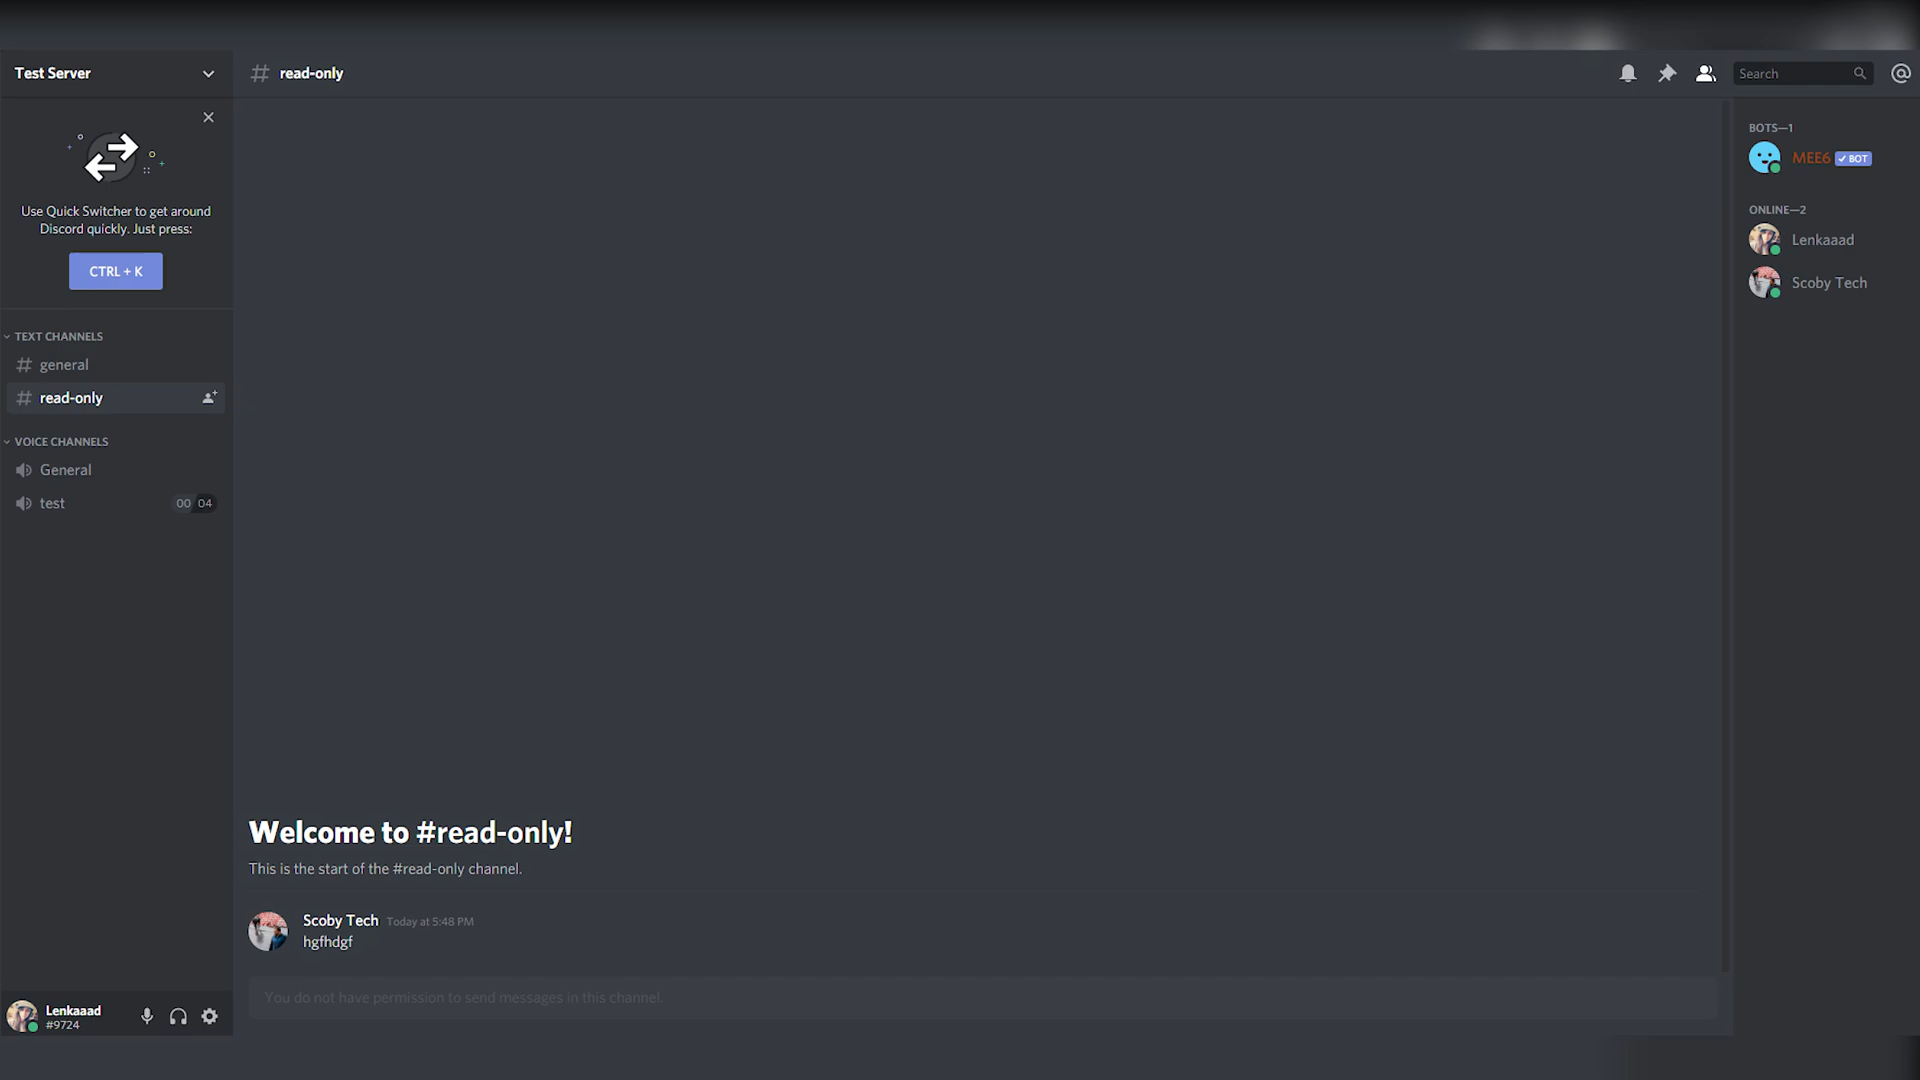 Test Server
read-only
Search
Use Quick Switcher to get around
Discord quickly. Just press:
CTRL + K
TEXT CHANNELS
general
read-only
VOICE CHANNELS
General
test
00 04
Welcome to #read-only!
This is the start of the #read-only channel.
Scoby Tech Today at 5:48 PM
hgfhdgf
You do not have permission to send messages in this channel.
Lenkaaad
#9724
BOTS—1
MEE6 BOT
ONLINE—2
Lenkaaad
Scoby Tech